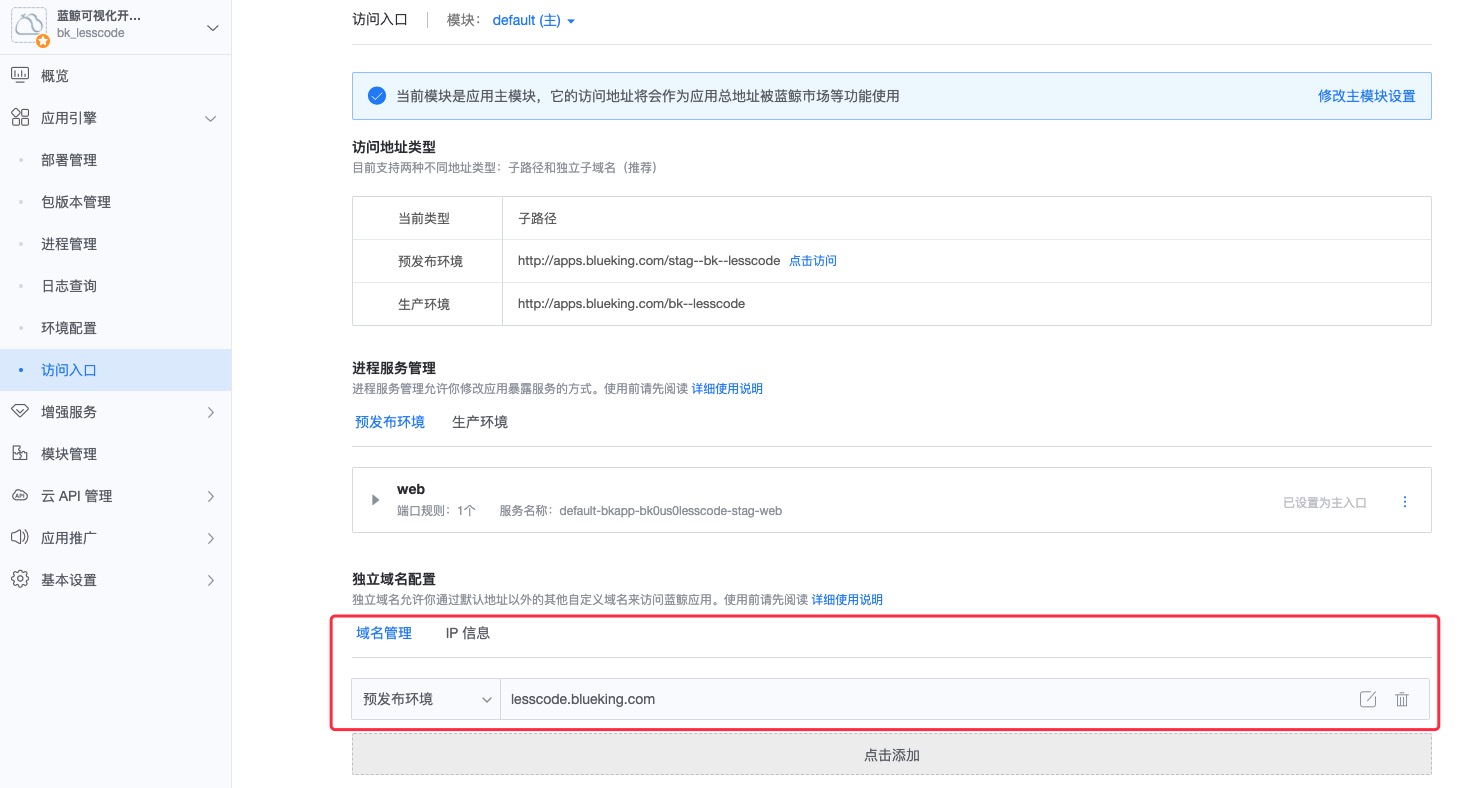 蓝鲸可视化开...
bk_lesscode
概览
应用引擎
部署管理
包版本管理
进程管理
日志查询
环境配置
访问入口
增强服务
模块管理
API
云 API 管理
应用推广
基本设置
访问入口 模块： default (主)
当前模块是应用主模块，它的访问地址将会作为应用总地址被蓝鲸市场等功能使用 修改主模块设置
访问地址类型
目前支持两种不同地址类型：子路径和独立子域名（推荐）
当前类型 子路径
预发布环境 http://apps.blueking.com/stag--bk--lesscode 点击访问
生产环境 http://apps.blueking.com/bk--lesscode
进程服务管理
进程服务管理允许你修改应用暴露服务的方式。使用前请先阅读 详细使用说明
预发布环境 生产环境
web
端口规则：1个 服务名称：default-bkapp-bk0us0lesscode-stag-web 已设置为主入口
独立域名配置
独立域名允许你通过默认地址以外的其他自定义域名来访问蓝鲸应用。使用前请先阅读 详细使用说明
域名管理 IP 信息
预发布环境 lesscode.blueking.com
点击添加